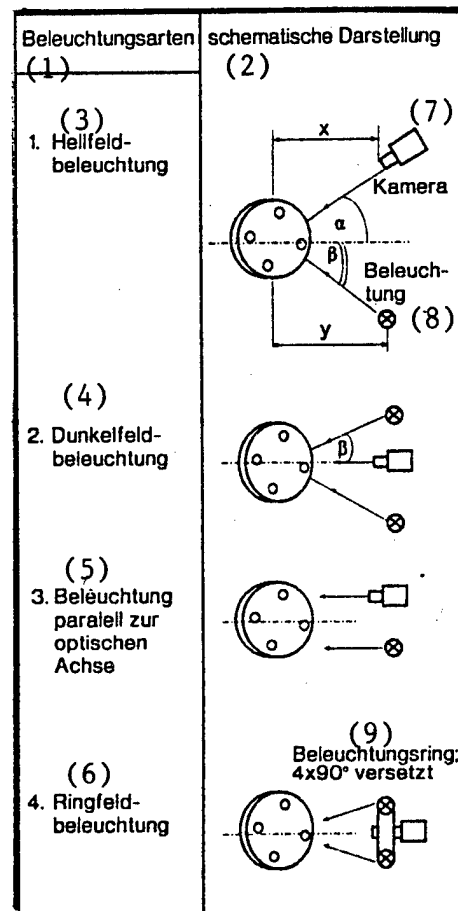 Beleuchtungsarten
schematische Darstellung
(1)
(2)
(3)
1. Hellfeld-
beleuchtung
x
(7)
Kamera
α
β
Beleuch-
tung
(8)
y
(4)
2. Dunkelfeld-
beleuchtung
β
(5)
3. Beleuchtung
paralell zur
optischen
Achse
(6)
4. Ringfeld-
beleuchtung
(9)
Beleuchtungsring:
4x90° versetzt